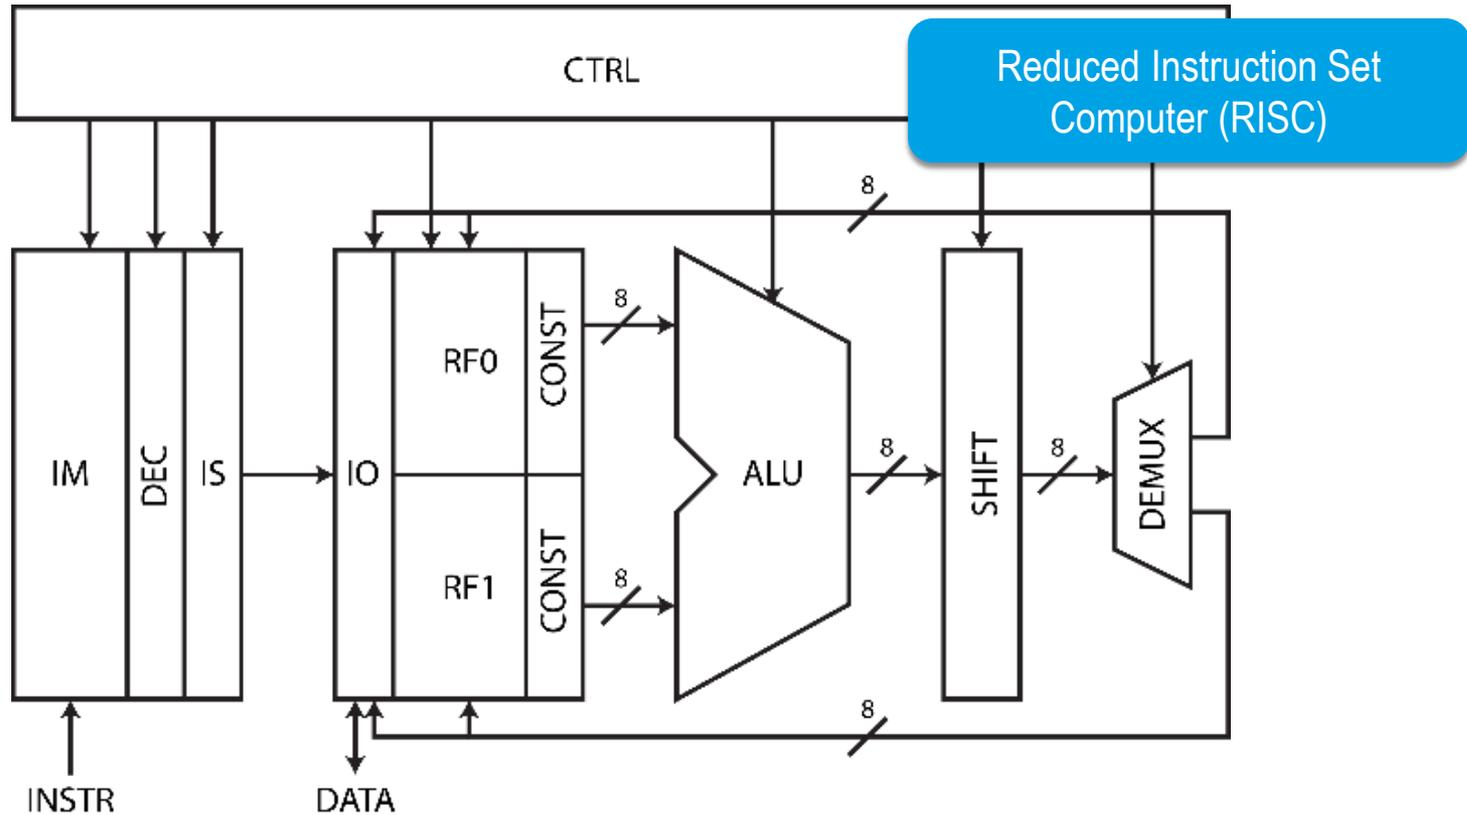 CTRL
Reduced Instruction Set
Computer (RISC)
8
IM
DEC
IS
IO
RF0
CONST
8
RF1
CONST
8
ALU
8
SHIFT
8
DEMUX
8
INSTR
DATA